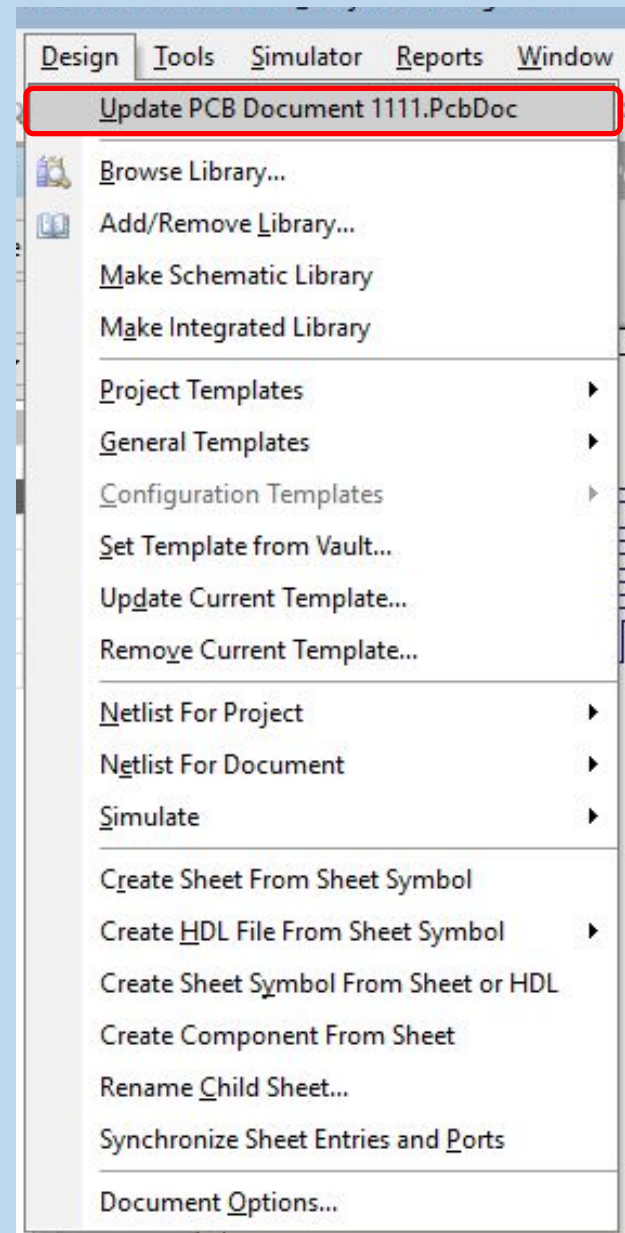 Design Tools Simulator Reports Window
Update PCB Document 1111.PcbDoc
Browse Library...
Add/Remove Library...
Make Schematic Library
Make Integrated Library
Project Templates
General Templates
Configuration Templates
Set Template from Vault...
Update Current Template...
Remove Current Template...
Netlist For Project
Netlist For Document
Simulate
Create Sheet From Sheet Symbol
Create HDL File From Sheet Symbol
Create Sheet Symbol From Sheet or HDL
Create Component From Sheet
Rename Child Sheet...
Synchronize Sheet Entries and Ports
Document Options...